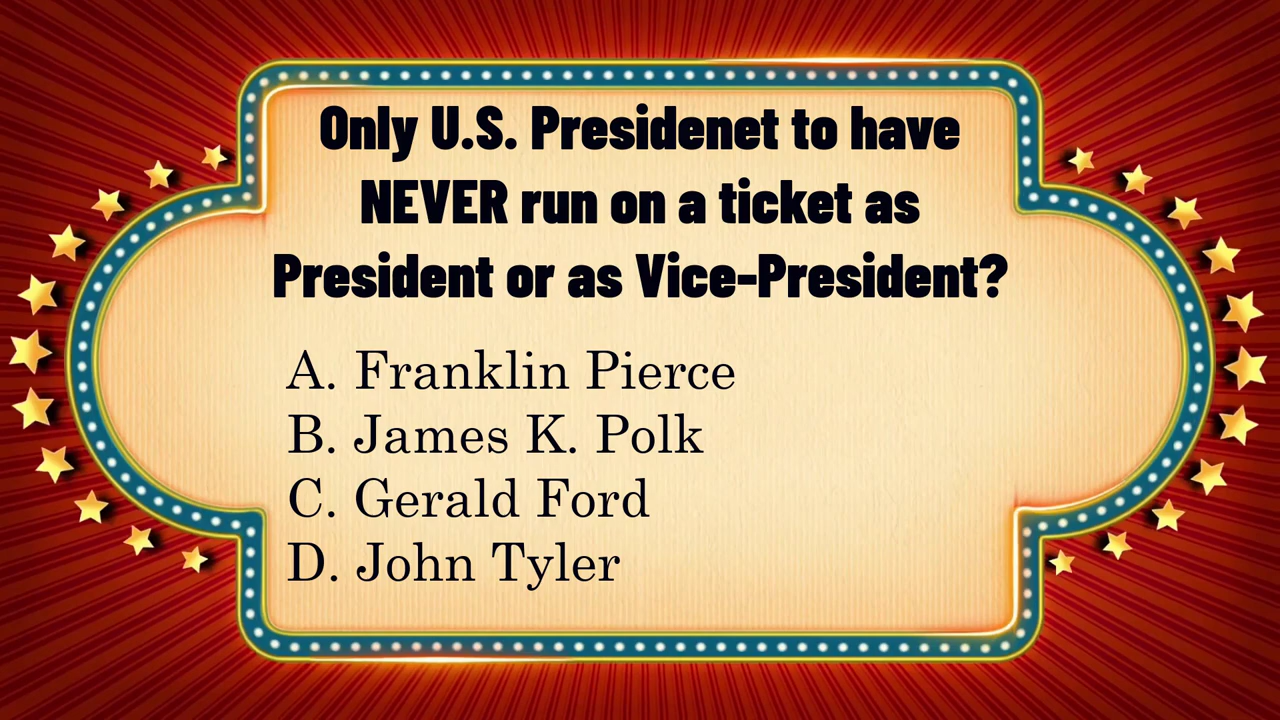 Only U.S. Presidenet to have
NEVER run on a ticket as
President or as Vice-President?
A. Franklin Pierce
B. James K. Polk
C. Gerald Ford
D. John Tyler